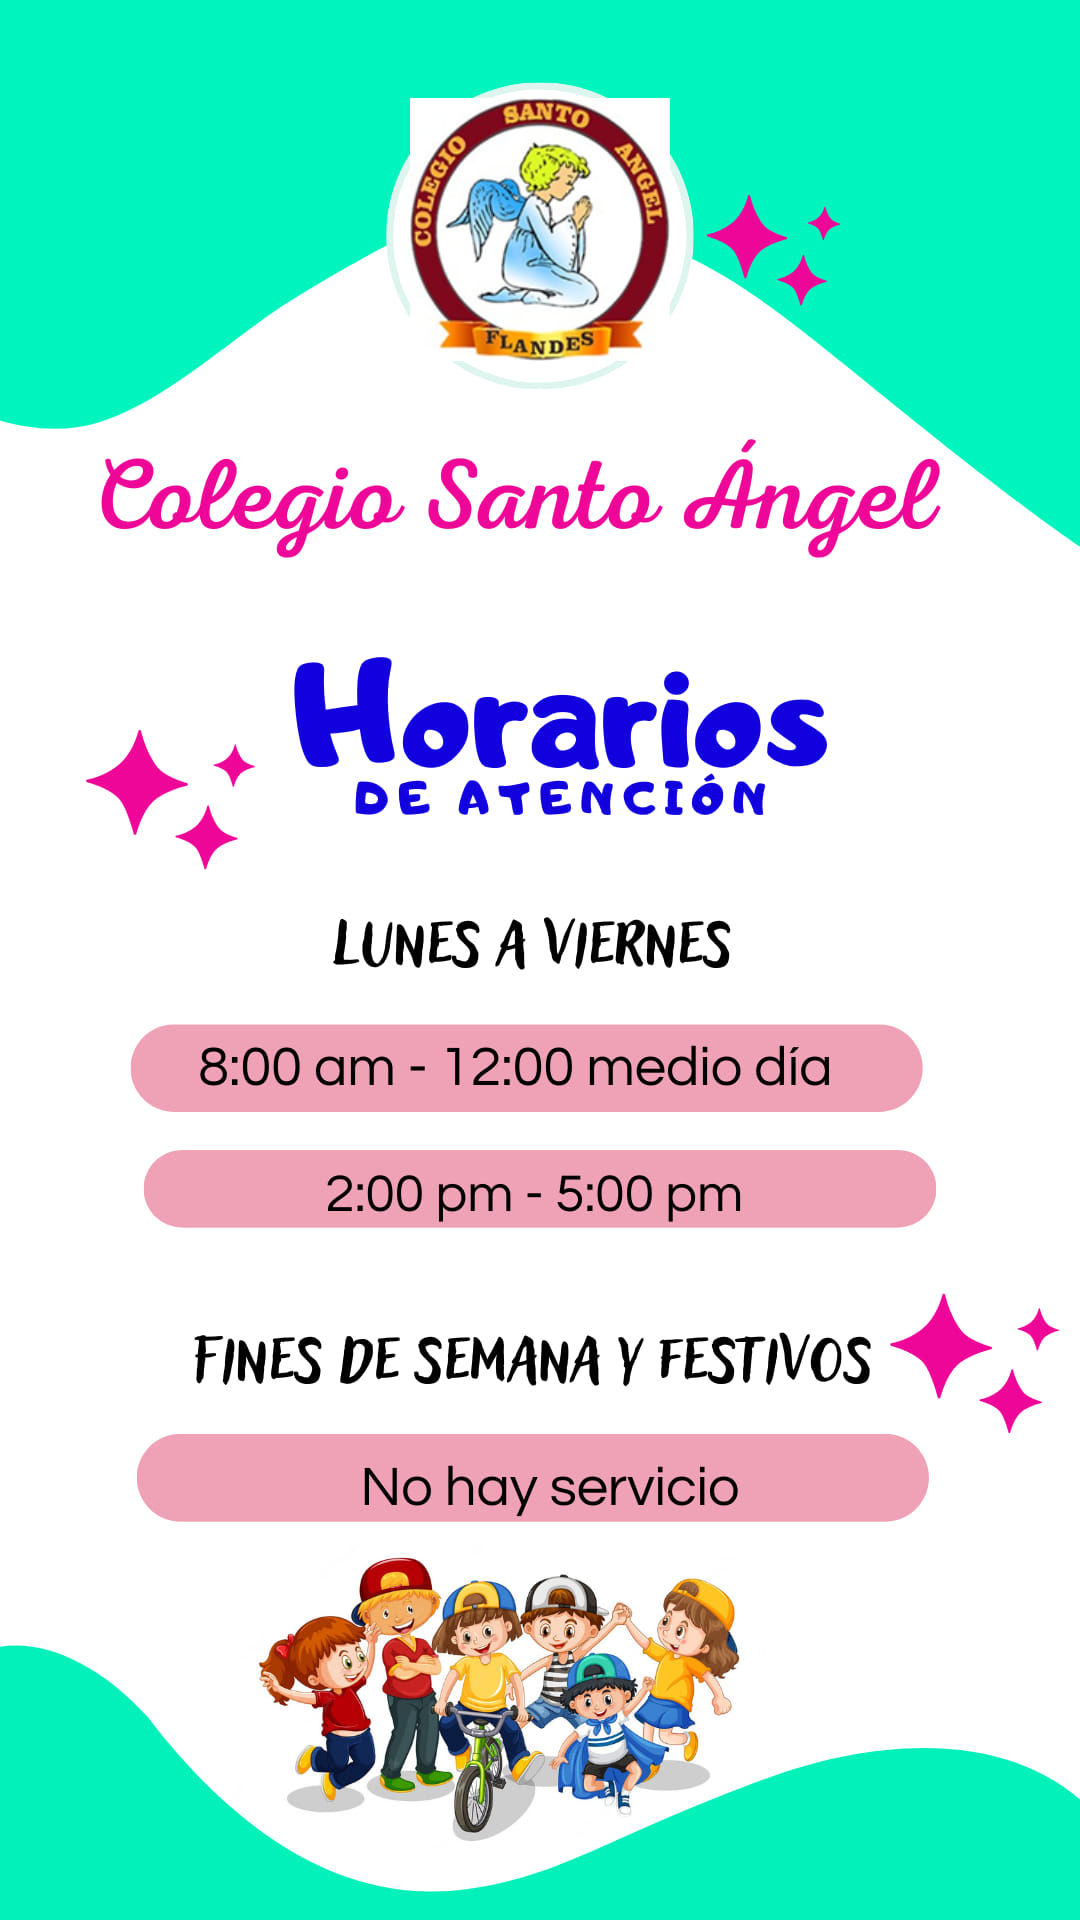 COLEGIO SANTO ANGEL
FLANDES
Colegio Santo Ángel
Horarios
DE ATENCIÓN
LUNES A VIERNES
8:00 am - 12:00 medio día
2:00 pm - 5:00 pm
FINES DE SEMANA Y FESTIVOS
No hay servicio